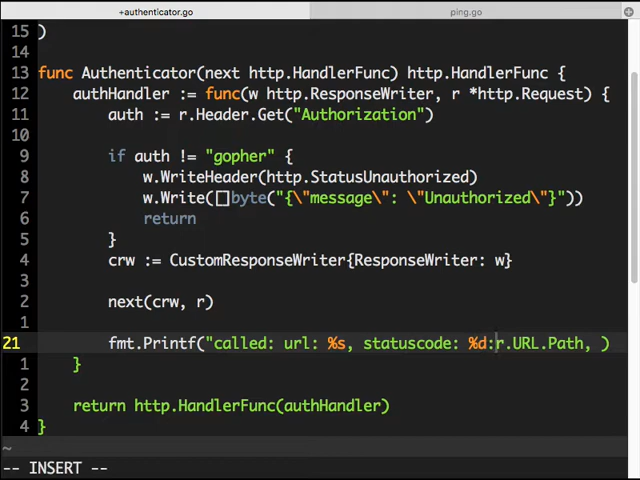 +authenticator.go ping.go
15 )
14
13 func Authenticator(next http.HandlerFunc) http.HandlerFunc {
12 authHandler := func(w http.ResponseWriter, r *http.Request) {
11 auth := r.Header.Get("Authorization")
10
9 if auth != "gopher" {
8 w.WriteHeader(http.StatusUnauthorized)
7 w.Write([]byte("{\"message\": \"Unauthorized\"}"))
6 return
5 }
4 crw := CustomResponseWriter{ResponseWriter: w}
3
2 next(crw, r)
1
21 fmt.Printf("called: url: %s, statuscode: %d:r.URL.Path, )
1 }
2
3 return http.HandlerFunc(authHandler)
4 }
~
-- INSERT --